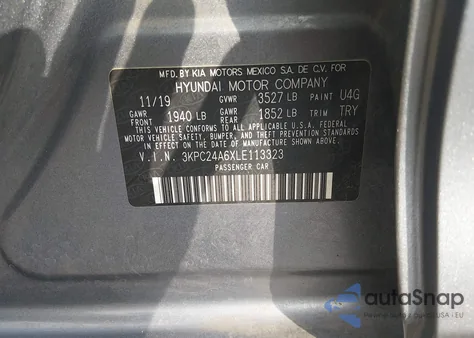 MFD. BY KIA MOTORS MEXICO S.A. DE C.V. FOR
HYUNDAI MOTOR COMPANY
11/19 GVWR 3527 LB PAINT U4G
GAWR FRONT 1940 LB GAWR REAR 1852 LB TRIM TRY
THIS VEHICLE CONFORMS TO ALL APPLICABLE U.S. FEDERAL
MOTOR VEHICLE SAFETY, BUMPER, AND THEFT PREVENTION
STANDARDS IN EFFECT ON THE DATE OF MANUFACTURE
SHOWN ABOVE.
V.I.N. 3KPC24A6XLE113323
PASSENGER CAR
autoSnap